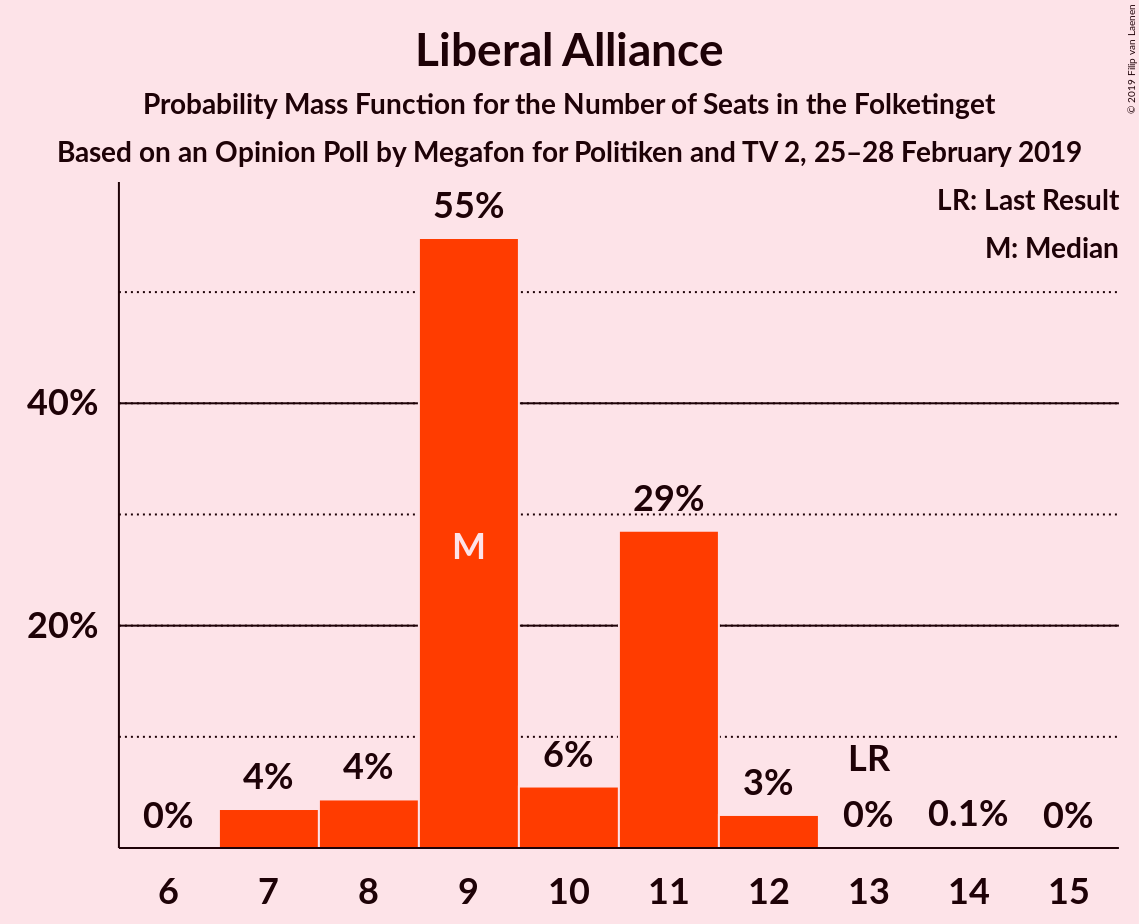 Liberal Alliance
Probability Mass Function for the Number of Seats in the Folketinget
Based on an Opinion Poll by Megafon for Politiken and TV 2, 25–28 February 2019
© 2019 Filip van Laenen
LR: Last Result
M: Median
55%
40%
29%
M
20%
LR
6%
4%
4%
3%
0%
0%
0.1%
0%
6 7 8 9 10 11 12 13 14 15